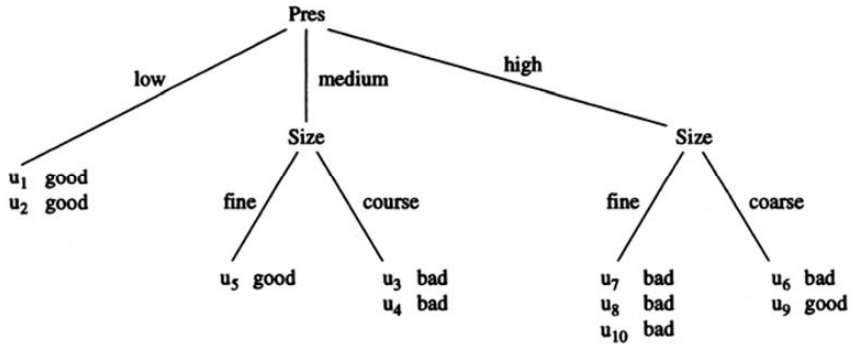 Pres
low
medium
high
Size
Size
u₁ good
u₂ good
fine
course
fine
coarse
u₅ good
u₃ bad
u₄ bad
u₇ bad
u₈ bad
u₁₀ bad
u₆ bad
u₉ good